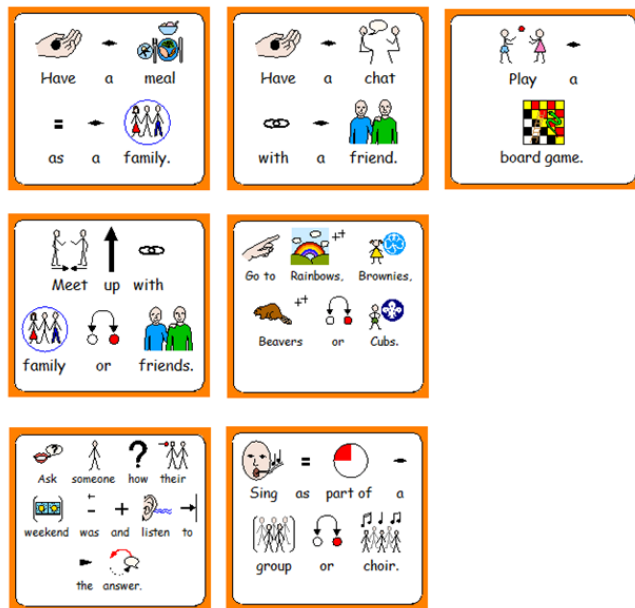 Have a meal
as a family.
Have a chat
with a friend.
Play a
board game.
Meet up with
family or friends.
Go to Rainbows, Brownies,
Beavers or Cubs.
Ask someone how their
weekend was and listen to
the answer.
Sing as part of a
group or choir.